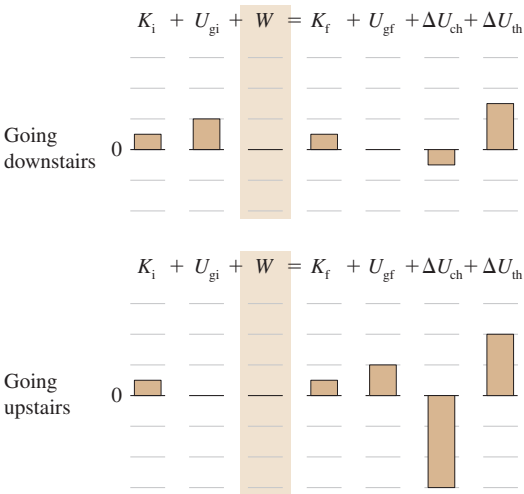 K_i + U_gi + W = K_f + U_gf + ΔU_ch + ΔU_th
Going
downstairs
0
K_i + U_gi + W = K_f + U_gf + ΔU_ch + ΔU_th
Going
upstairs
0